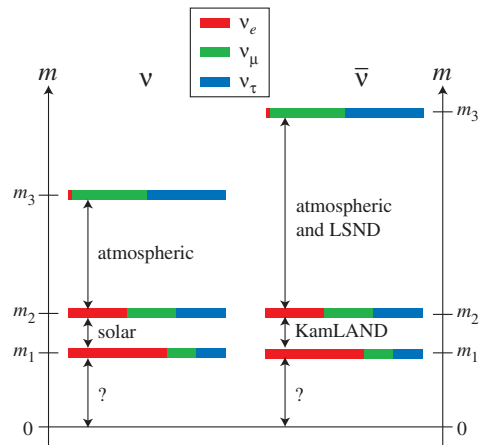 ν_e
ν_μ
ν_τ
m ν ν̄ m
m_3
m_3
atmospheric
and LSND
atmospheric
m_2 m_2
solar KamLAND
m_1 m_1
? ?
0 0